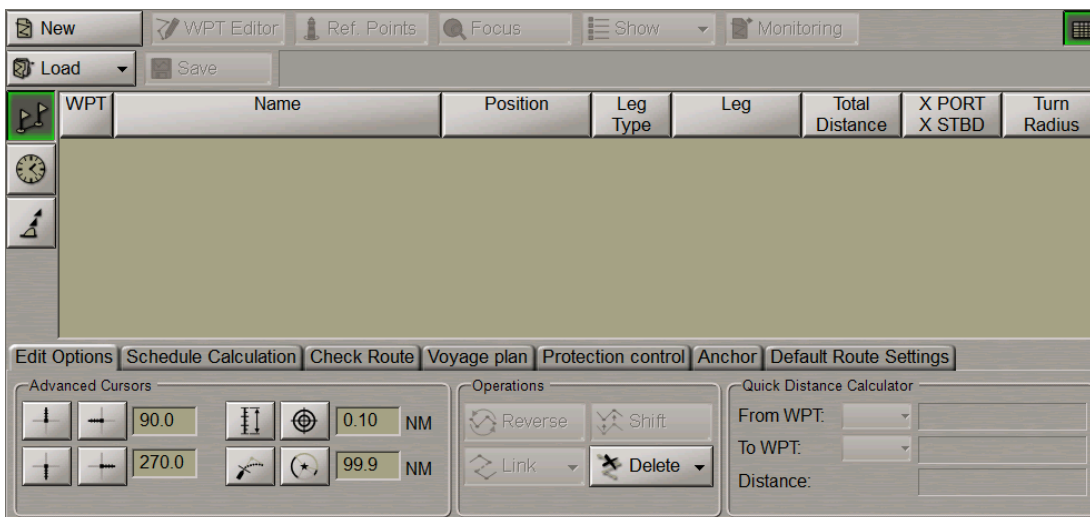 New WPT Editor Ref. Points Focus Show Monitoring
Load Save
WPT Name Position Leg Type Leg Total Distance X PORT X STBD Turn Radius
Edit Options Schedule Calculation Check Route Voyage plan Protection control Anchor Default Route Settings
Advanced Cursors Operations Quick Distance Calculator
90.0 0.10 NM Reverse Shift From WPT:
270.0 99.9 NM Link Delete To WPT:
Distance: